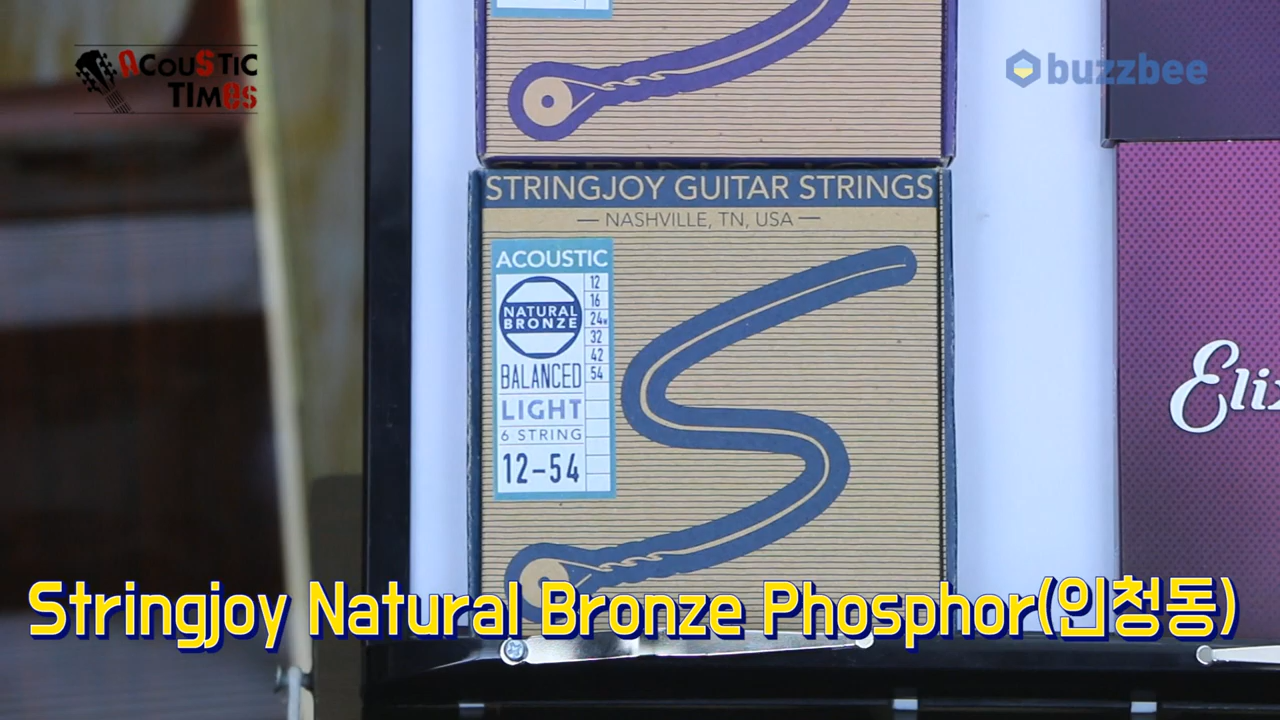 ACOUSTIC
TIMES
buzzbee
STRINGJOY GUITAR STRINGS
— NASHVILLE, TN, USA —
ACOUSTIC
NATURAL
BRONZE
BALANCED
LIGHT
6 STRING
12-54
12
16
24w
32
42
54
Stringjoy Natural Bronze Phosphor(인청동)